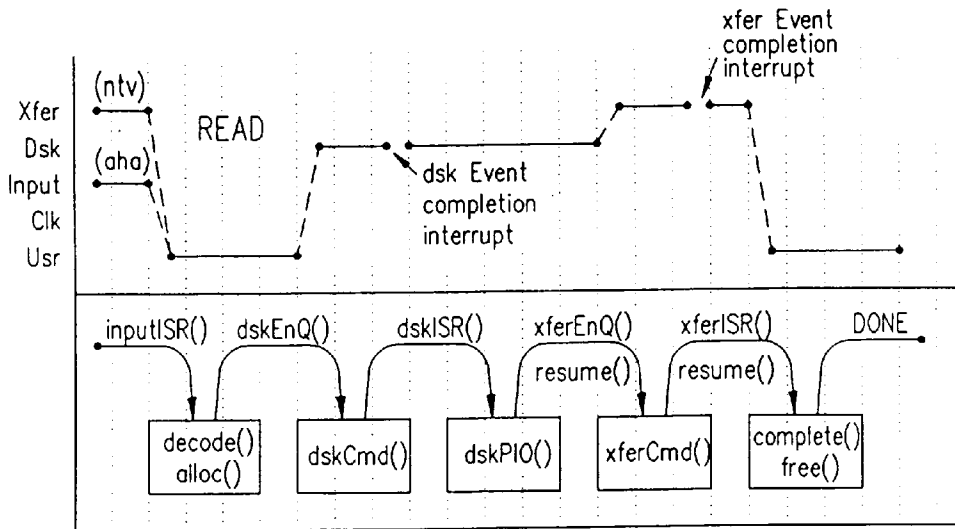 xfer Event
completion
interrupt
(ntv)
Xfer
READ
Dsk
(aha)
Input
dsk Event
completion
interrupt
Clk
Usr
inputISR()
dskEnQ()
dskISR()
xferEnQ()
xferISR()
DONE
resume()
resume()
decode()
alloc()
dskCmd()
dskPIO()
xferCmd()
complete()
free()